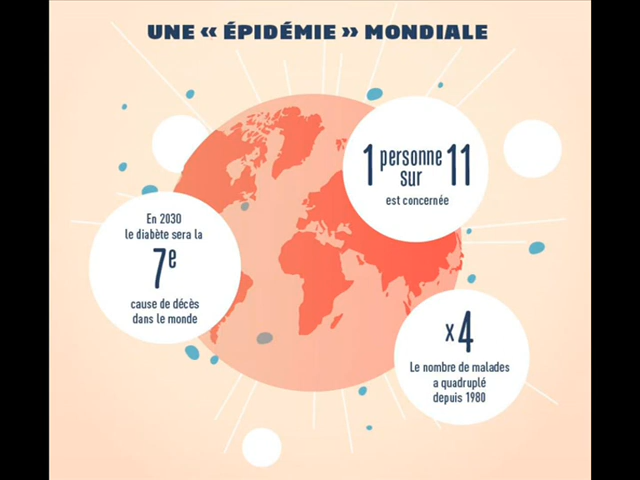 UNE « ÉPIDÉMIE » MONDIALE
1 personne sur 11
est concernée
En 2030
le diabète sera la
7e
cause de décès
dans le monde
x4
Le nombre de malades
a quadruplé
depuis 1980